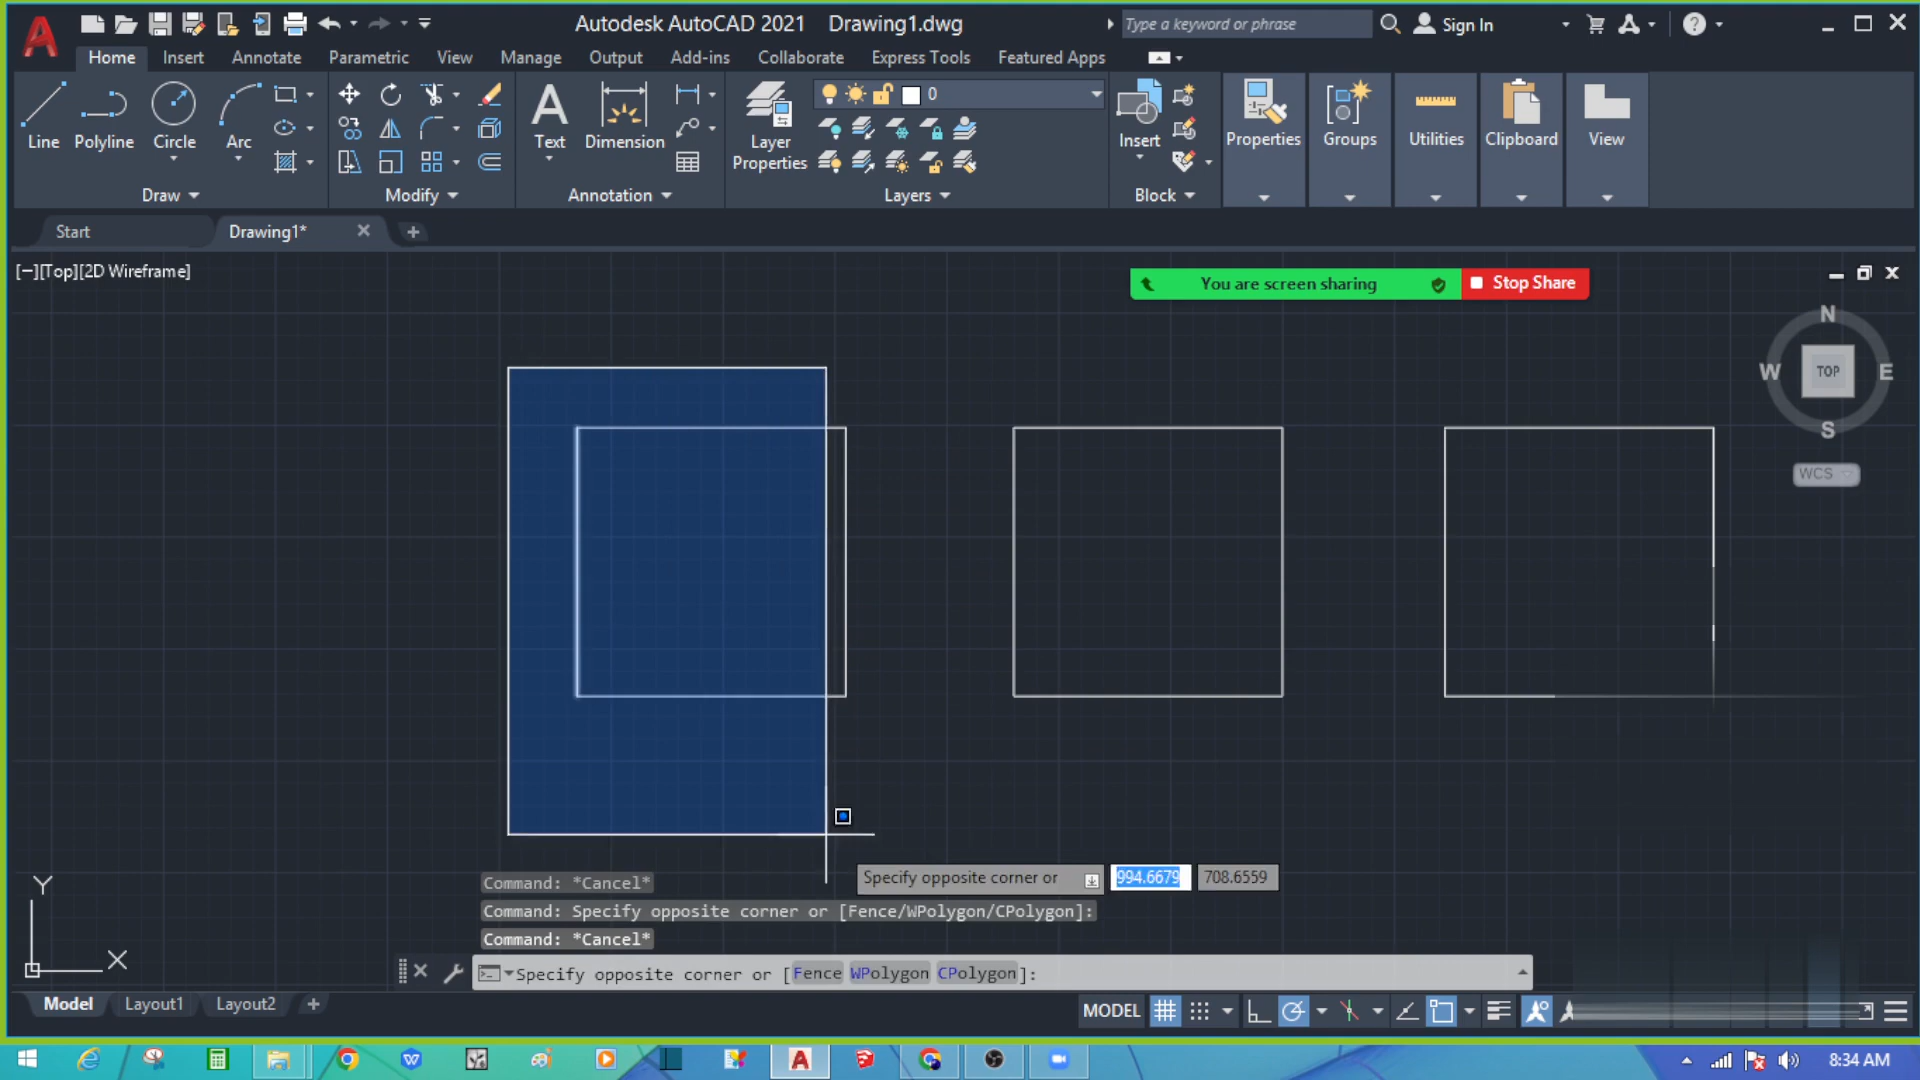 Autodesk AutoCAD 2021 Drawing1.dwg
Type a keyword or phrase
Sign In
Home Insert Annotate Parametric View Manage Output Add-ins Collaborate Express Tools Featured Apps
0
Line Polyline Circle Arc
Text Dimension
Layer
Properties
Insert
Properties Groups Utilities Clipboard View
Draw Modify Annotation Layers Block
Start Drawing1*
[−][Top][2D Wireframe]
You are screen sharing Stop Share
N
W TOP E
S
WCS
Specify opposite corner or 994.6679 708.6559
Command: *Cancel*
Command: Specify opposite corner or [Fence/WPolygon/CPolygon]:
Command: *Cancel*
Y
X
Specify opposite corner or [Fence WPolygon CPolygon]:
Model Layout1 Layout2
MODEL
8:34 AM